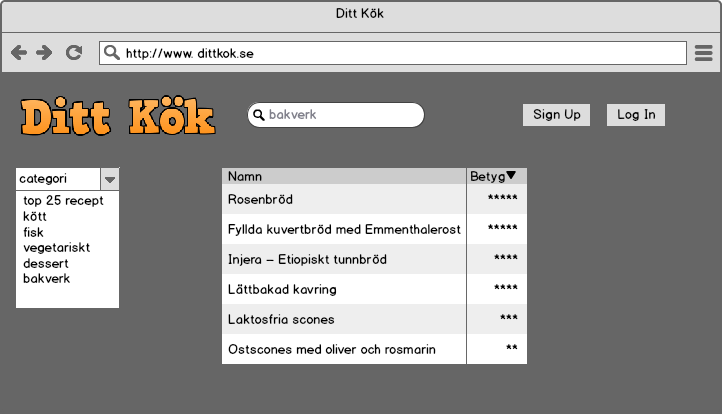 Ditt Kök
http://www. dittkok.se
Ditt Kök
bakverk
Sign Up
Log In
categori
top 25 recept
kött
fisk
vegetariskt
dessert
bakverk
Namn Betyg▼
Rosenbröd *****
Fyllda kuvertbröd med Emmenthalerost *****
Injera – Etiopiskt tunnbröd ****
Lättbakad kavring ****
Laktosfria scones ***
Ostscones med oliver och rosmarin **